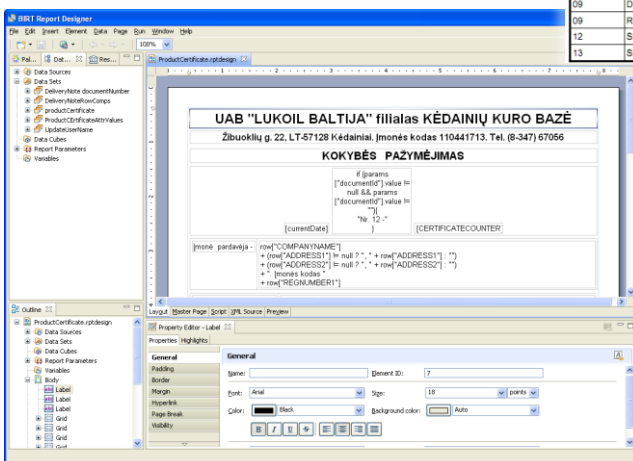 09 D
09 R
12 S
13 S
BIRT Report Designer
File Edit Insert Element Data Page Run Window Help
100%
Pal... Dat... Res...
ProductCertificate.rptdesign
Data Sources
Data Sets
DeliveryNote documentNumber
DeliveryNoteRowComps
productCertificate
ProductCErtificateAttrValues
UpdateUserName
Data Cubes
Report Parameters
Variables
UAB "LUKOIL BALTIJA" filialas KĖDAINIŲ KURO BAZĖ
Žibuoklių g. 22, LT-57128 Kėdainiai. Įmonės kodas 110441713. Tel. (8-347) 67056
KOKYBĖS PAŽYMĖJIMAS
if (params
["documentId"].value !=
null && params
["documentId"].value !=
""){
"Nr. 12 -"
}
[currentDate]
[CERTIFICATECOUNTER]
Įmonė pardavėja -
row["COMPANYNAME"]
+ (row["ADDRESS1"] != null ? ", " + row["ADDRESS1"] : "")
+ (row["ADDRESS2"] != null ? ", " + row["ADDRESS2"] : "")
+ ". Įmonės kodas "
+ row["REGNUMBER1"]
Layout Master Page Script XML Source Preview
Outline
ProductCertificate.rptdesign
Data Sources
Data Sets
Data Cubes
Report Parameters
Variables
Body
Label
Label
Label
Grid
Grid
Grid
Grid
Property Editor - Label
Properties Highlights
General
Padding
Border
Margin
Hyperlink
Page Break
Visibility
General
Name: Element ID: 7
Font: Arial Size: 18 points
Color: Black Background color: Auto
B I U S